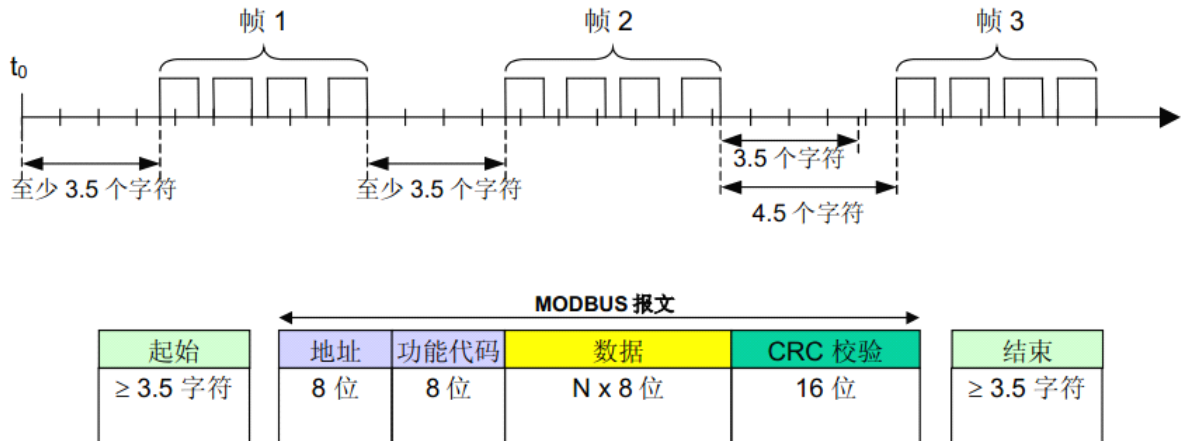 帧 1
帧 2
帧 3
t0
至少 3.5 个字符
至少 3.5 个字符
3.5 个字符
4.5 个字符
MODBUS 报文
起始
地址
功能代码
数据
CRC 校验
结束
≥ 3.5 字符
8 位
8 位
N x 8 位
16 位
≥ 3.5 字符